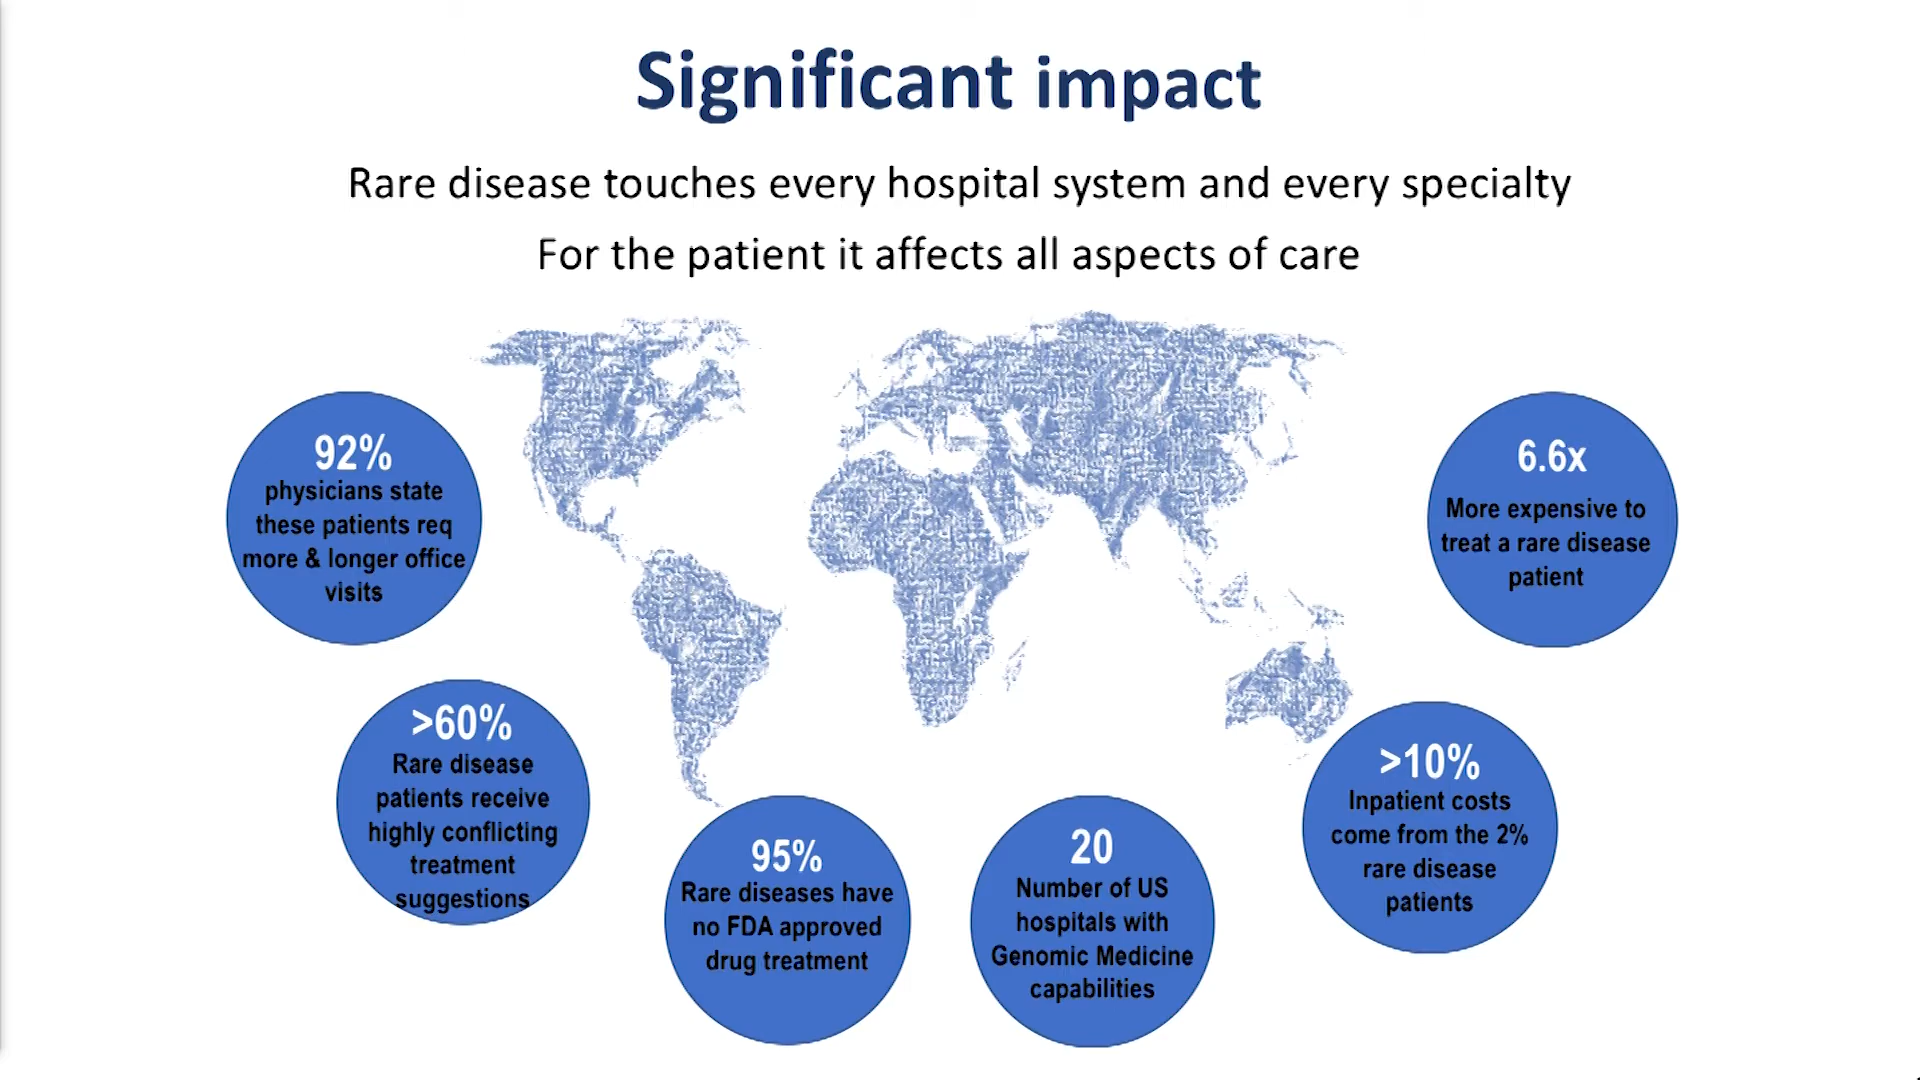 Significant impact
Rare disease touches every hospital system and every specialty
For the patient it affects all aspects of care
92%
physicians state
these patients req
more & longer office
visits
>60%
Rare disease
patients receive
highly conflicting
treatment
suggestions
95%
Rare diseases have
no FDA approved
drug treatment
20
Number of US
hospitals with
Genomic Medicine
capabilities
>10%
Inpatient costs
come from the 2%
rare disease
patients
6.6x
More expensive to
treat a rare disease
patient